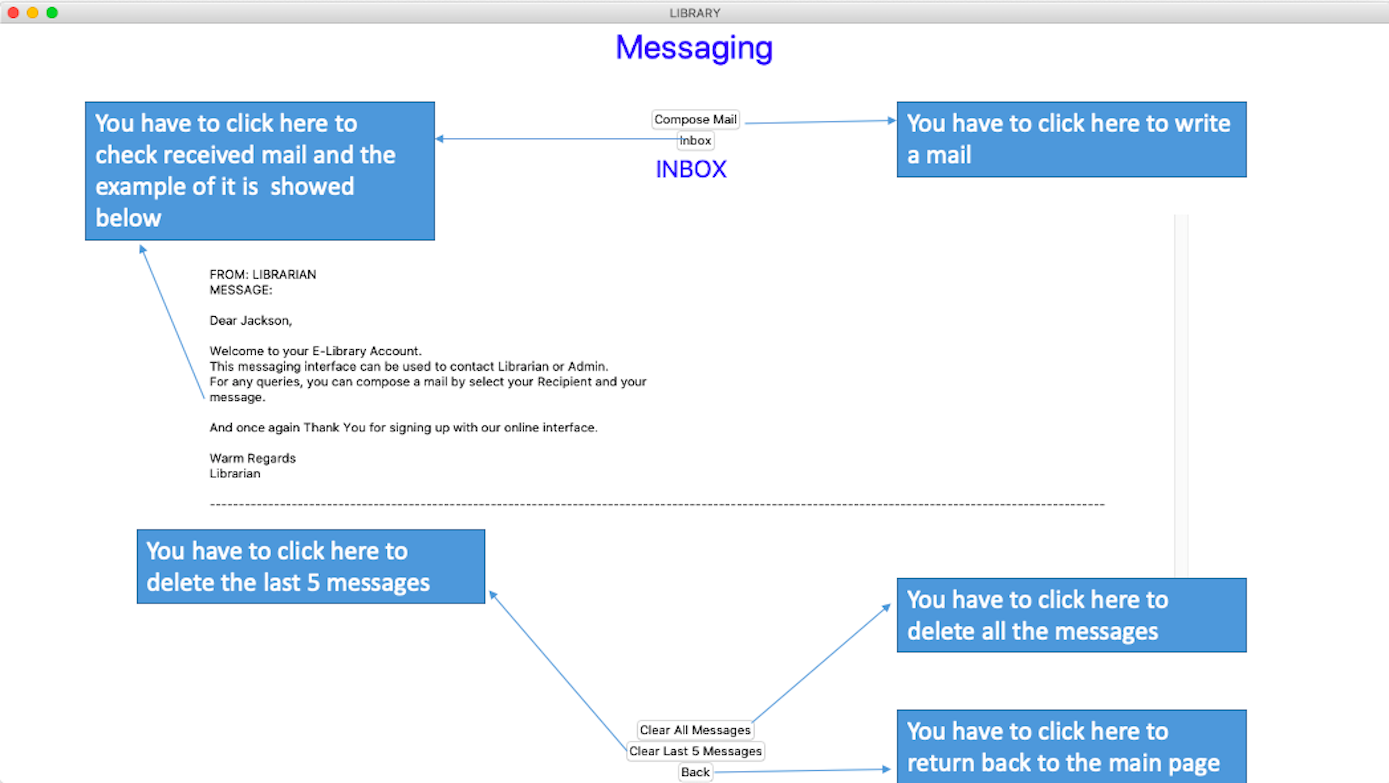 LIBRARY
Messaging
You have to click here to
check received mail and the
example of it is  showed
below
Compose Mail
Inbox
INBOX
You have to click here to write
a mail
FROM: LIBRARIAN
MESSAGE:
Dear Jackson,
Welcome to your E-Library Account.
This messaging interface can be used to contact Librarian or Admin.
For any queries, you can compose a mail by select your Recipient and your
message.
And once again Thank You for signing up with our online interface.
Warm Regards
Librarian
You have to click here to
delete the last 5 messages
You have to click here to
delete all the messages
Clear All Messages
Clear Last 5 Messages
Back
You have to click here to
return back to the main page